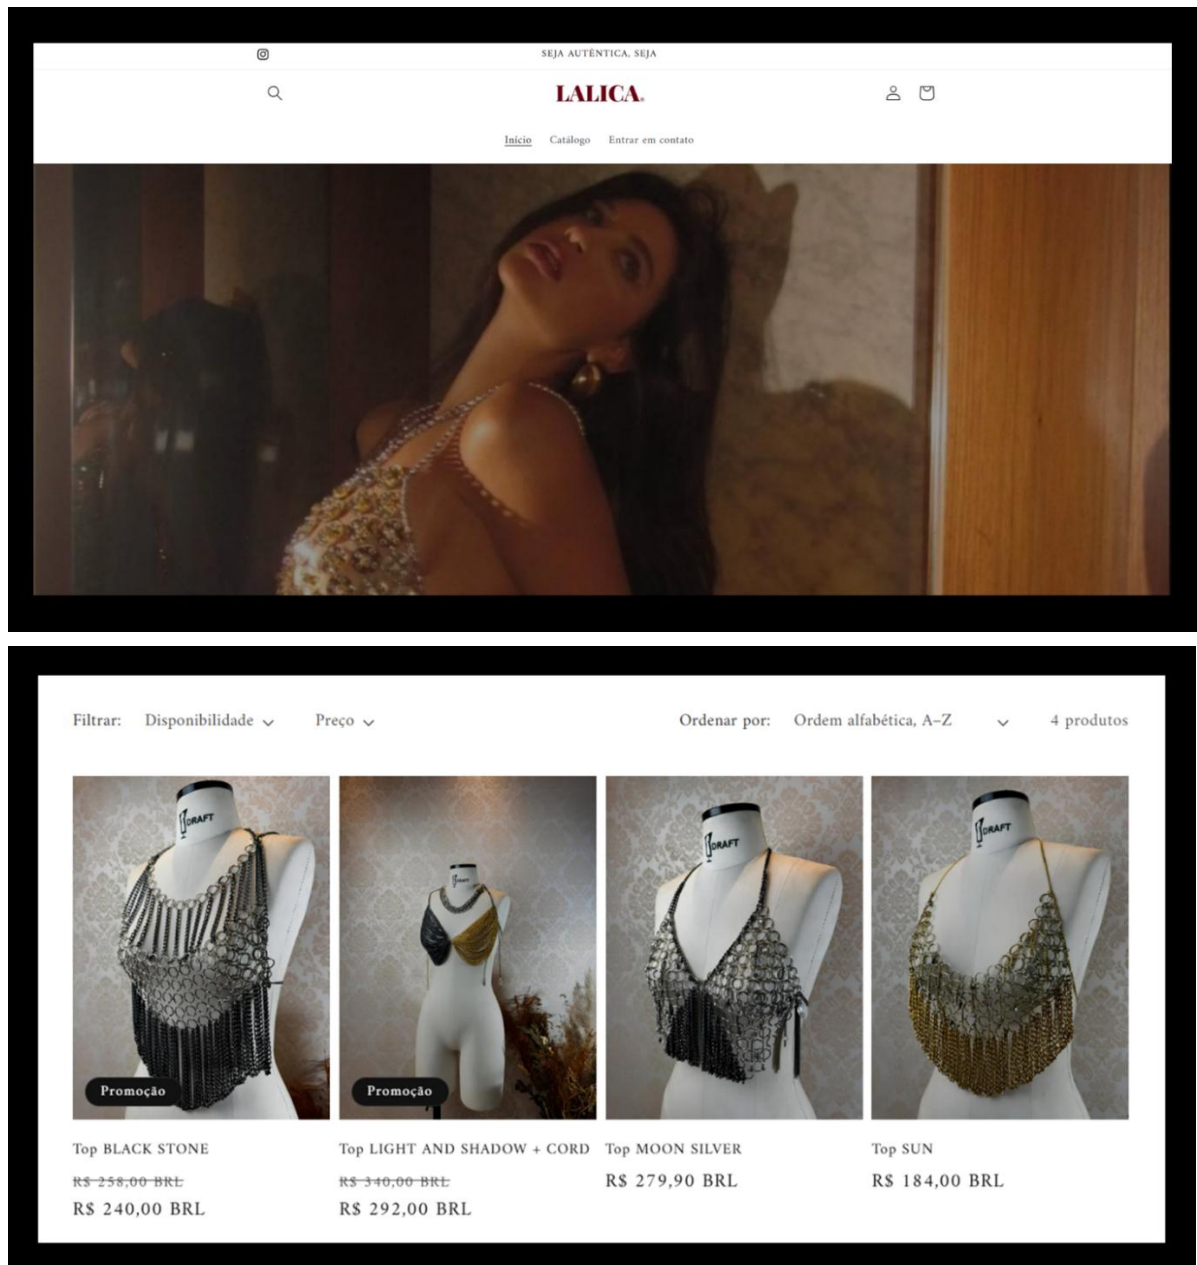 SEJA AUTÊNTICA, SEJA
LALICA.
Início Catálogo Entrar em contato
Filtrar: Disponibilidade Preço Ordenar por: Ordem alfabética, A–Z 4 produtos
DRAFT
DRAFT
DRAFT
DRAFT
Promoção
Promoção
Top BLACK STONE
R$ 258,00 BRL
R$ 240,00 BRL
Top LIGHT AND SHADOW + CORD
R$ 340,00 BRL
R$ 292,00 BRL
Top MOON SILVER
R$ 279,90 BRL
Top SUN
R$ 184,00 BRL